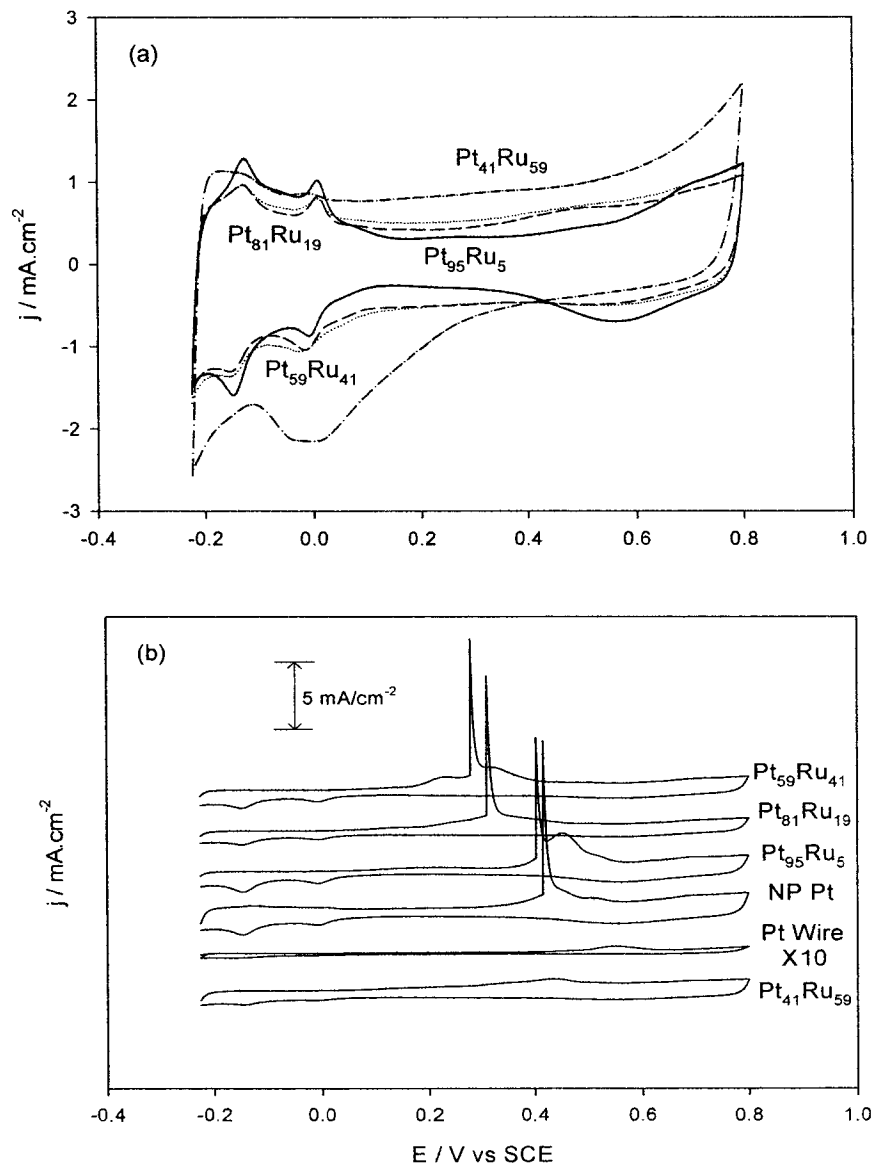 (a)
3
2
1
0
-1
-2
-3
j / mA.cm⁻²
Pt₄₁Ru₅₉
Pt₈₁Ru₁₉
Pt₉₅Ru₅
Pt₅₉Ru₄₁
-0.4 -0.2 0.0 0.2 0.4 0.6 0.8 1.0
(b)
5 mA/cm⁻²
j / mA.cm⁻²
Pt₅₉Ru₄₁
Pt₈₁Ru₁₉
Pt₉₅Ru₅
NP Pt
Pt Wire
X10
Pt₄₁Ru₅₉
-0.4 -0.2 0.0 0.2 0.4 0.6 0.8 1.0
E / V vs SCE